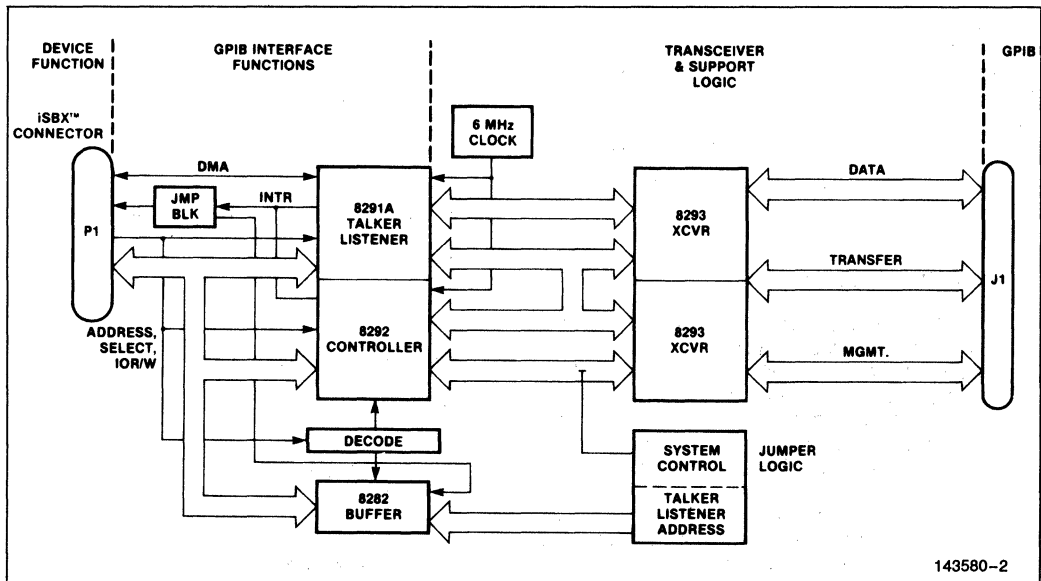 DEVICE
FUNCTION
GPIB INTERFACE
FUNCTIONS
TRANSCEIVER
& SUPPORT
LOGIC
GPIB
iSBX™
CONNECTOR
6 MHz
CLOCK
DMA
DATA
JMP
BLK
INTR
8291A
TALKER
LISTENER
8293
XCVR
P1
TRANSFER
J1
ADDRESS,
SELECT,
IOR/W
8292
CONTROLLER
8293
XCVR
MGMT.
DECODE
SYSTEM
CONTROL
JUMPER
LOGIC
8282
BUFFER
TALKER
LISTENER
ADDRESS
143580–2